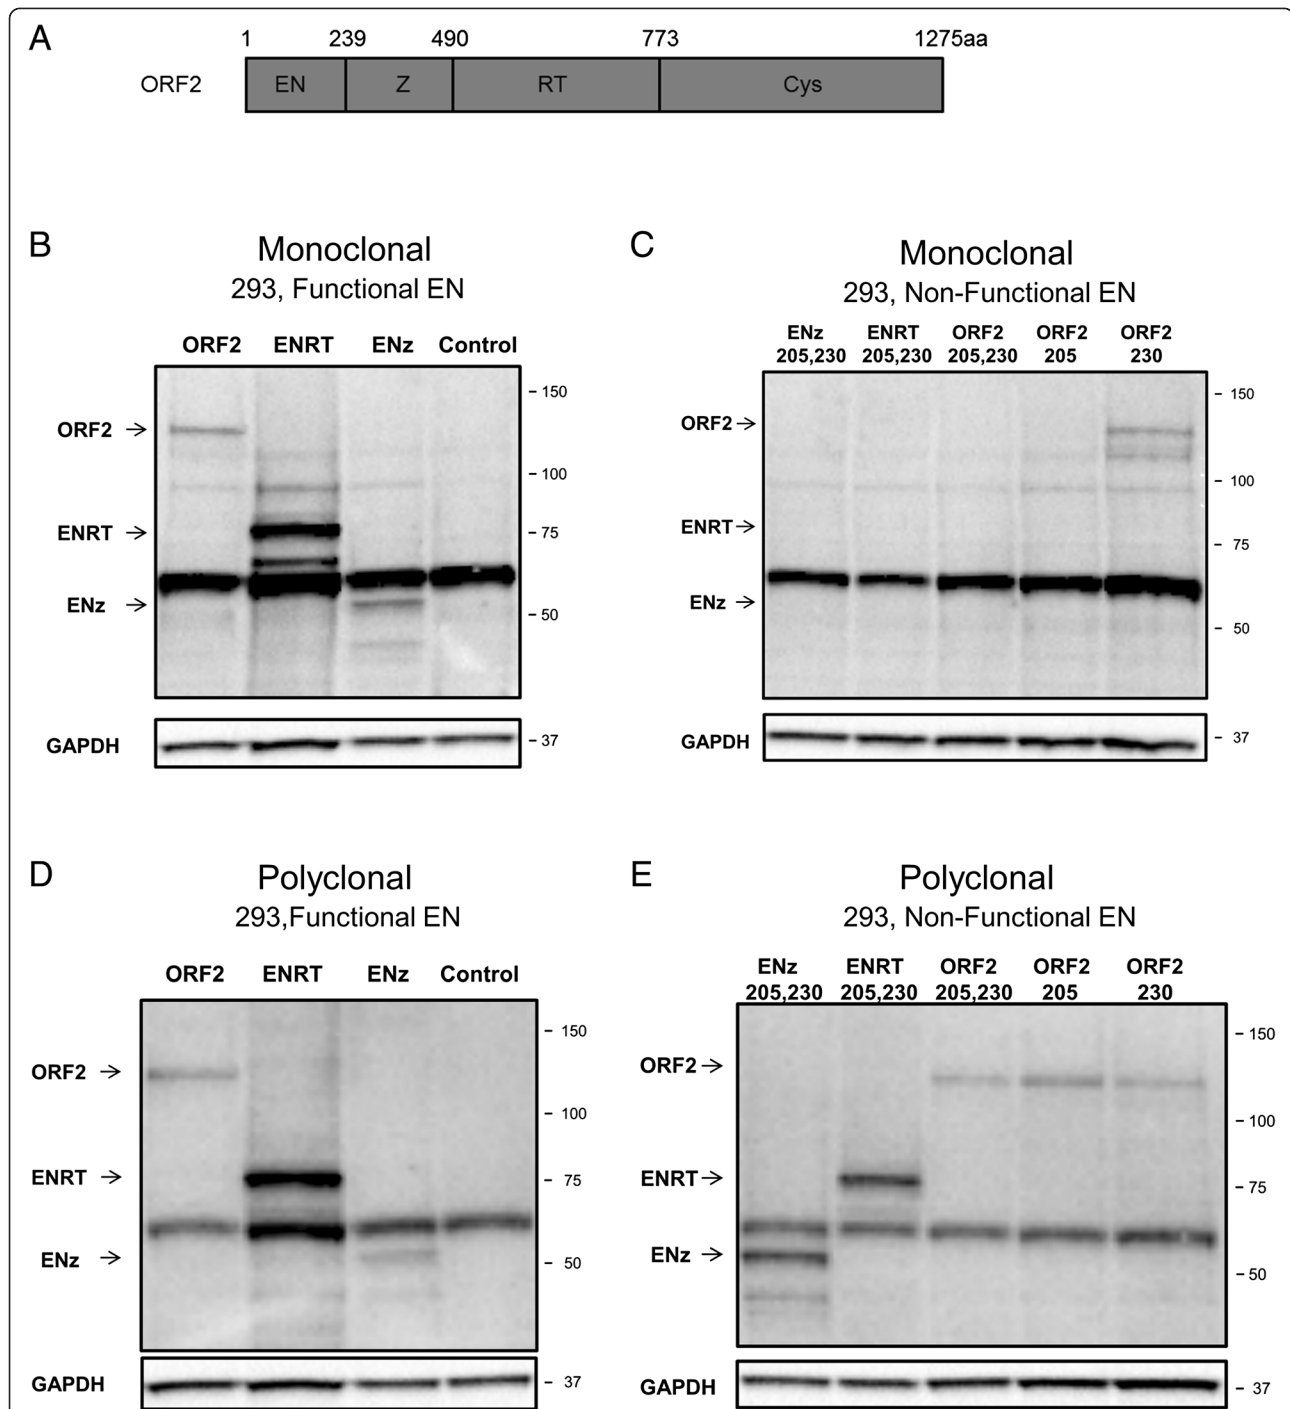 A
1 239 490 773 1275aa
ORF2 EN Z RT Cys
B
Monoclonal
293, Functional EN
ORF2 ENRT ENz Control
ORF2 →
ENRT →
ENz →
- 150
- 100
- 75
- 50
GAPDH
- 37
C
Monoclonal
293, Non-Functional EN
ENz ENRT ORF2 ORF2 ORF2
205,230 205,230 205,230 205 230
ORF2→
ENRT→
ENz →
- 150
- 100
- 75
- 50
GAPDH
- 37
D
Polyclonal
293,Functional EN
ORF2 ENRT ENz Control
ORF2 →
ENRT →
ENz →
- 150
- 100
- 75
- 50
GAPDH
- 37
E
Polyclonal
293, Non-Functional EN
ENz ENRT ORF2 ORF2 ORF2
205,230 205,230 205,230 205 230
ORF2→
ENRT→
ENz →
- 150
- 100
- 75
- 50
GAPDH
- 37